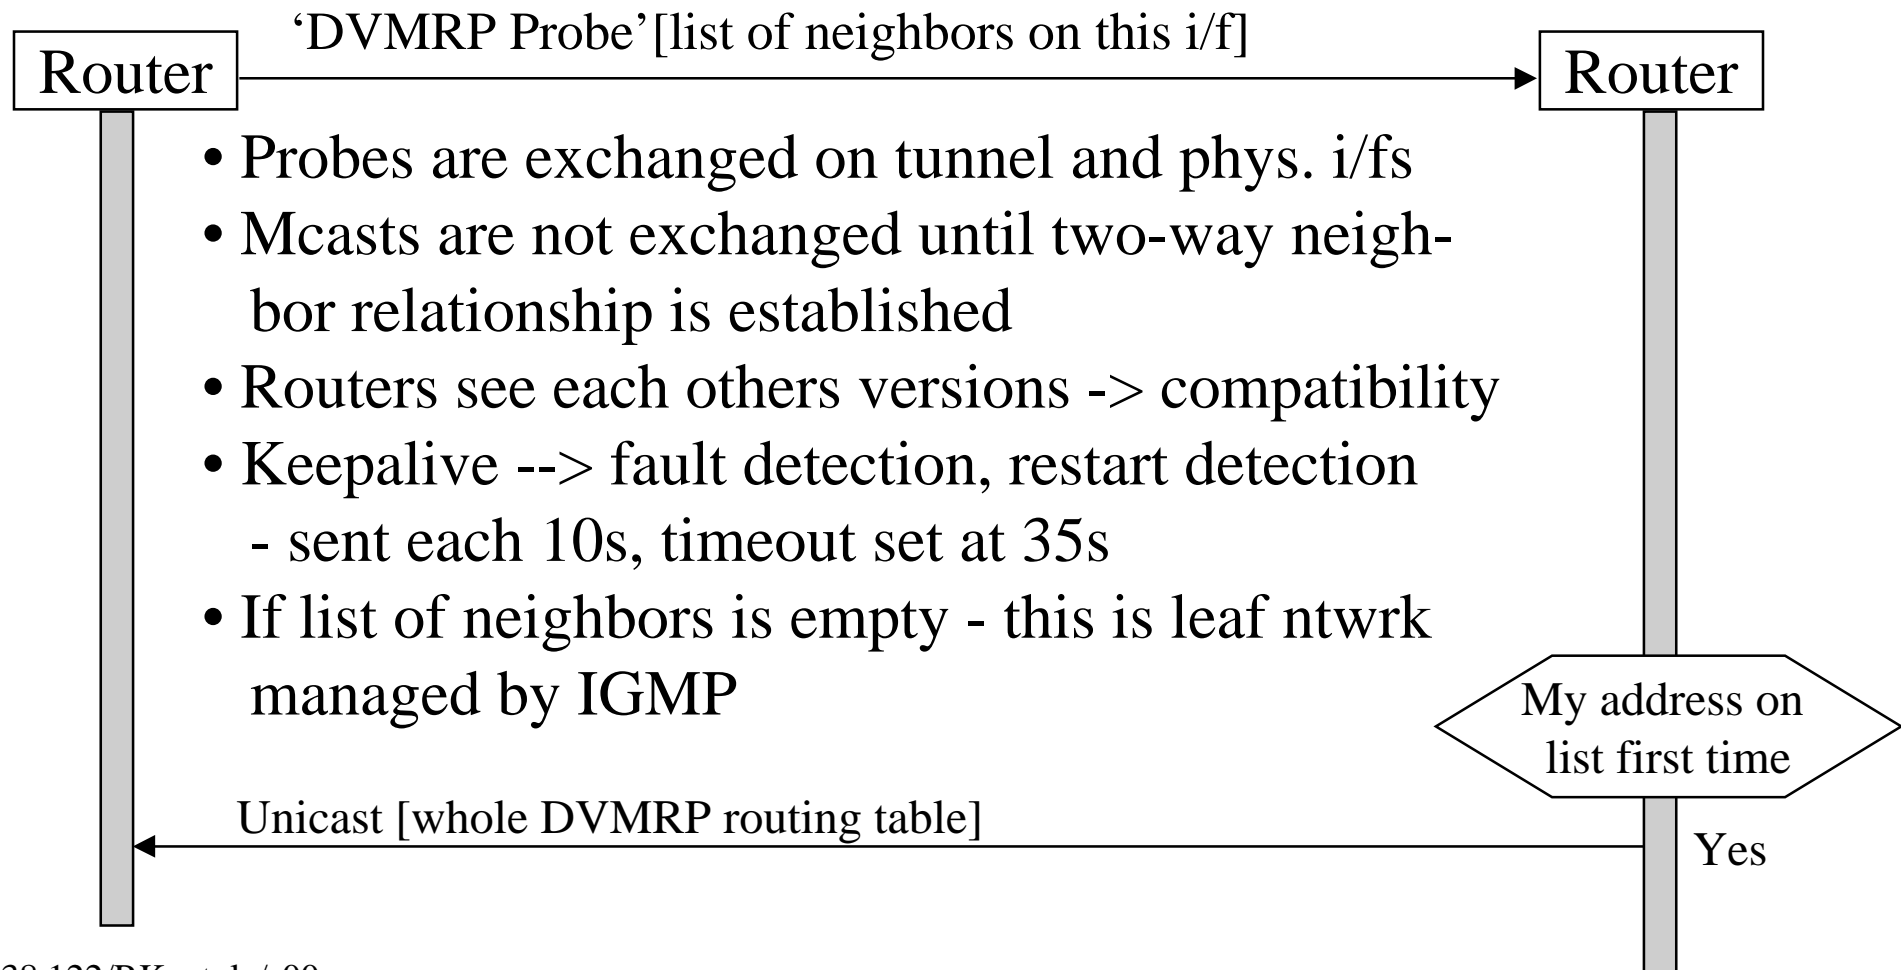 ‘DVMRP Probe’[list of neighbors on this i/f]
Router
Router
• Probes are exchanged on tunnel and phys. i/fs
• Mcasts are not exchanged until two-way neigh-
bor relationship is established
• Routers see each others versions -> compatibility
• Keepalive --> fault detection, restart detection
- sent each 10s, timeout set at 35s
• If list of neighbors is empty - this is leaf ntwrk
managed by IGMP
My address on
list first time
Unicast [whole DVMRP routing table]
Yes